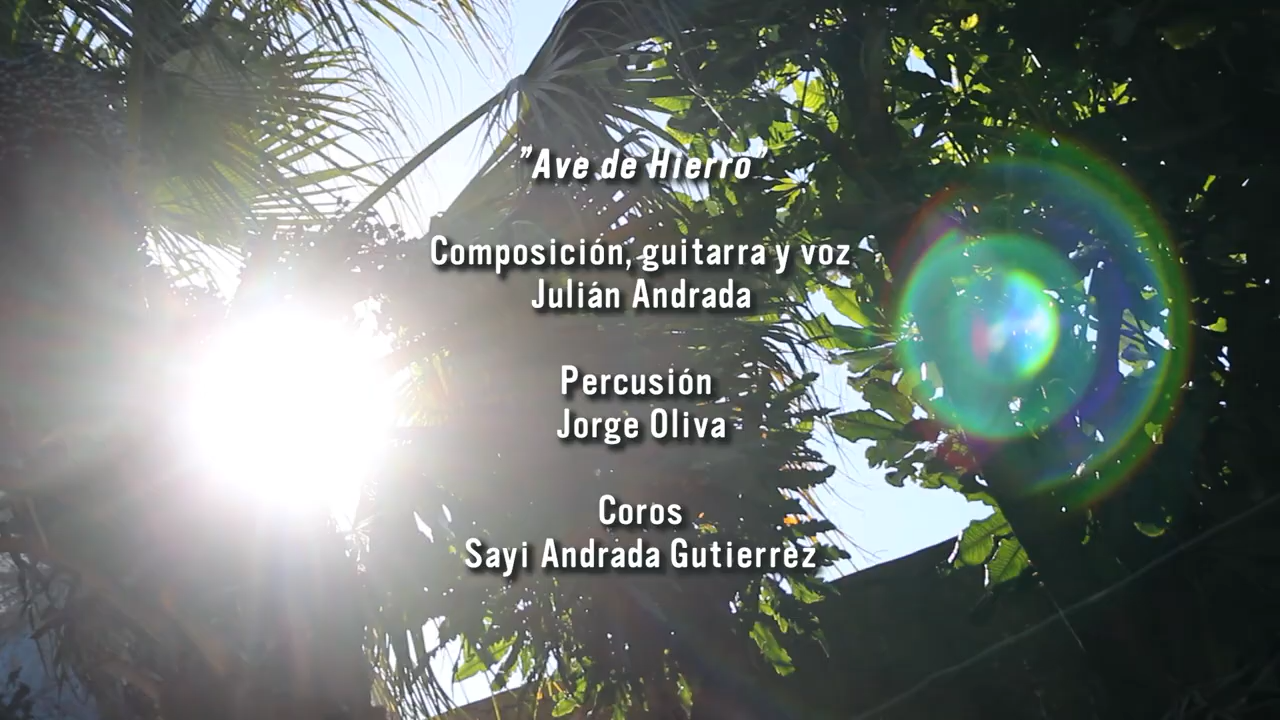 "Ave de Hierro"
Composición, guitarra y voz
Julián Andrada
Percusión
Jorge Oliva
Coros
Sayi Andrada Gutierrez